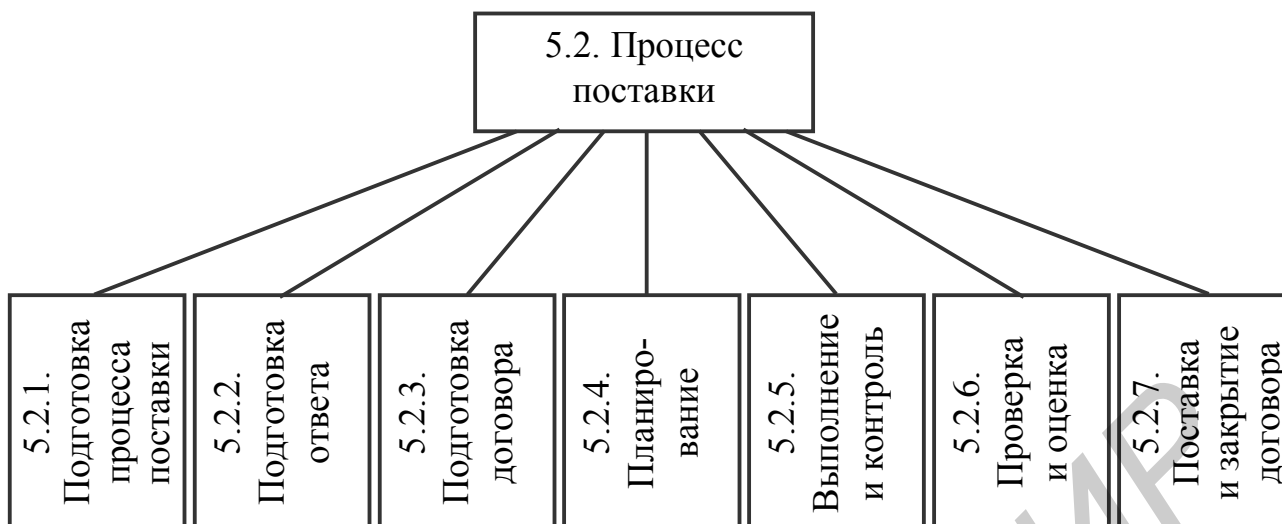 5.2. Процесс
поставки
5.2.1.
Подготовка
процесса
поставки
5.2.2.
Подготовка
ответа
5.2.3.
Подготовка
договора
5.2.4.
Планиро-
вание
5.2.5.
Выполнение
и контроль
5.2.6.
Проверка
и оценка
5.2.7.
Поставка
и закрытие
договора
ИР